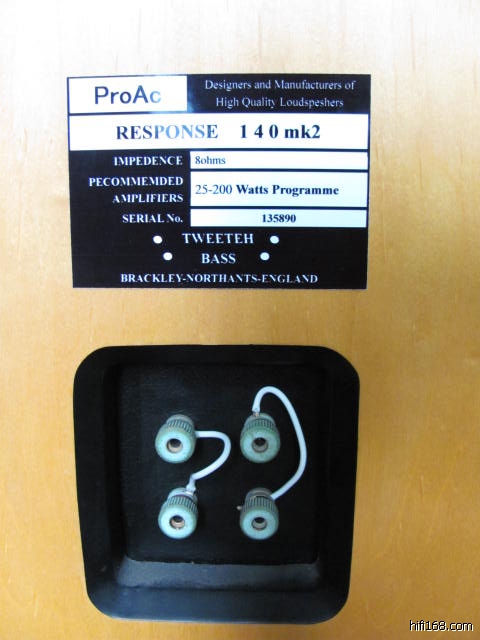 ProAc
Designers and Manufacturers of
High Quality Loudspeshers
RESPONSE 1 4 0 mk2
IMPEDENCE 8ohms
PECOMMEMDED
AMPLIFIERS
25-200 Watts Programme
SERIAL No. 135890
TWEETEH
BASS
BRACKLEY-NORTHANTS-ENGLAND
hifi168.com